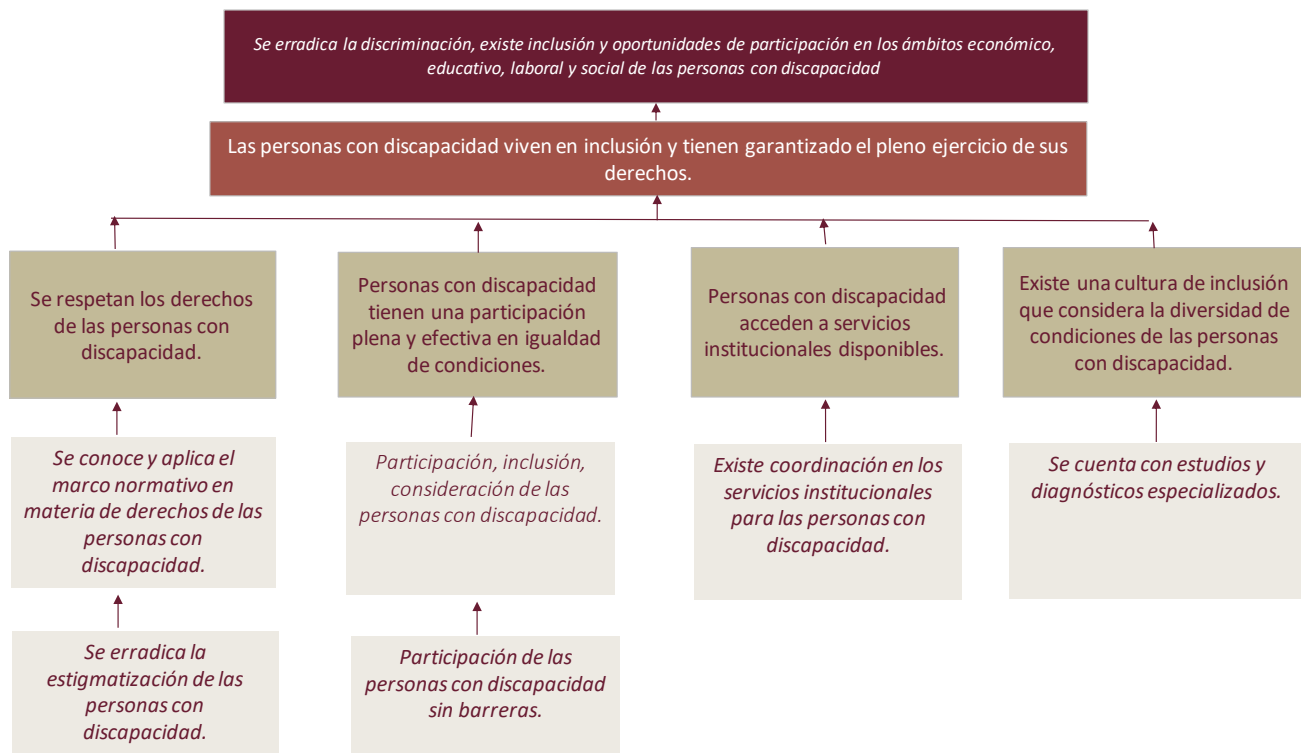 Se erradica la discriminación, existe inclusión y oportunidades de participación en los ámbitos económico,
educativo, laboral y social de las personas con discapacidad
Las personas con discapacidad viven en inclusión y tienen garantizado el pleno ejercicio de sus
derechos.
Se respetan los derechos
de las personas con
discapacidad.
Personas con discapacidad
tienen una participación
plena y efectiva en igualdad
de condiciones.
Personas con discapacidad
acceden a servicios
institucionales disponibles.
Existe una cultura de inclusión
que considera la diversidad de
condiciones de las personas
con discapacidad.
Se conoce y aplica el
marco normativo en
materia de derechos de las
personas con
discapacidad.
Participación, inclusión,
consideración de las
personas con discapacidad.
Existe coordinación en los
servicios institucionales
para las personas con
discapacidad.
Se cuenta con estudios y
diagnósticos especializados.
Se erradica la
estigmatización de las
personas con
discapacidad.
Participación de las
personas con discapacidad
sin barreras.